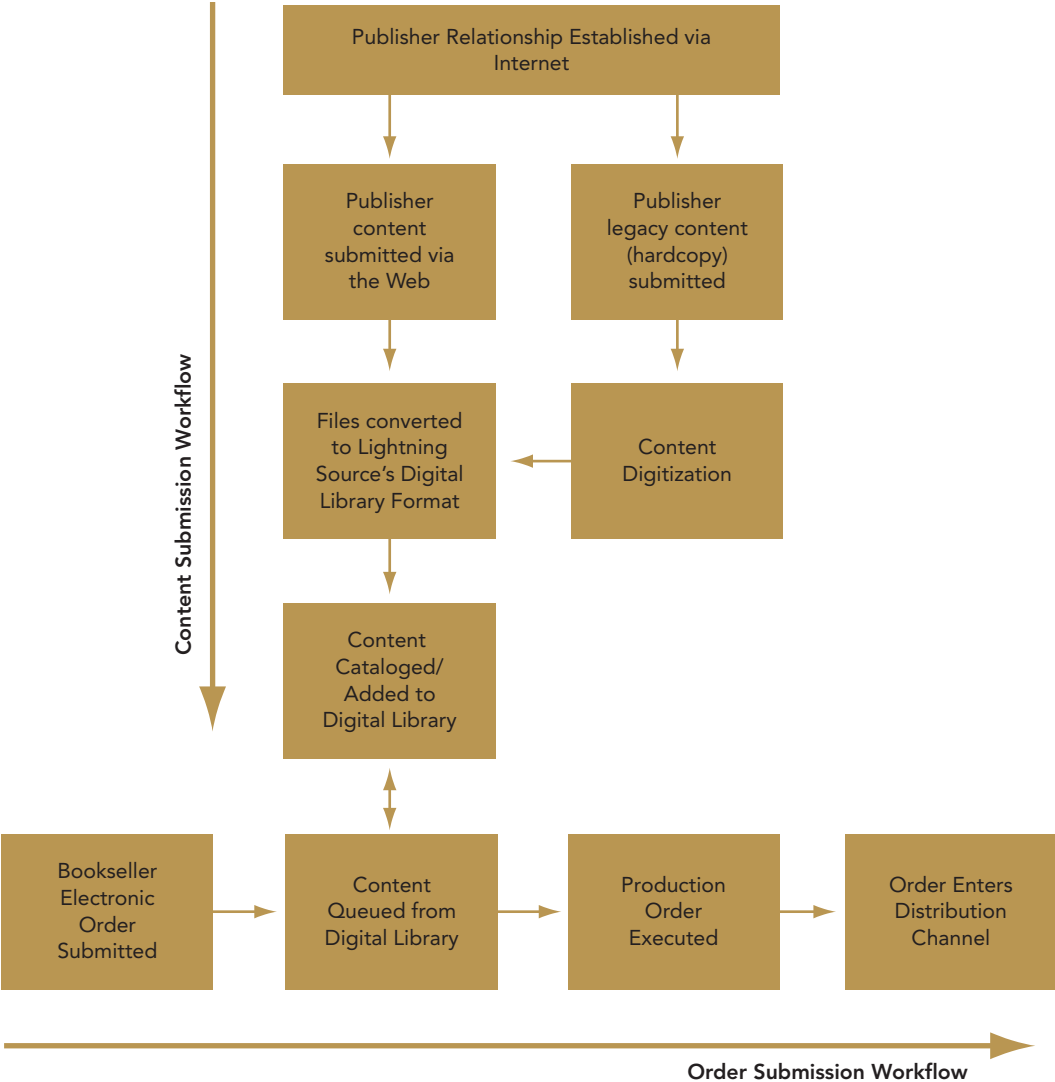 Publisher Relationship Established via
Internet
Publisher
content
submitted via
the Web
Publisher
legacy content
(hardcopy)
submitted
Content Submission Workflow
Files converted
to Lightning
Source’s Digital
Library Format
Content
Digitization
Content
Cataloged/
Added to
Digital Library
Bookseller
Electronic
Order
Submitted
Content
Queued from
Digital Library
Production
Order
Executed
Order Enters
Distribution
Channel
Order Submission Workflow